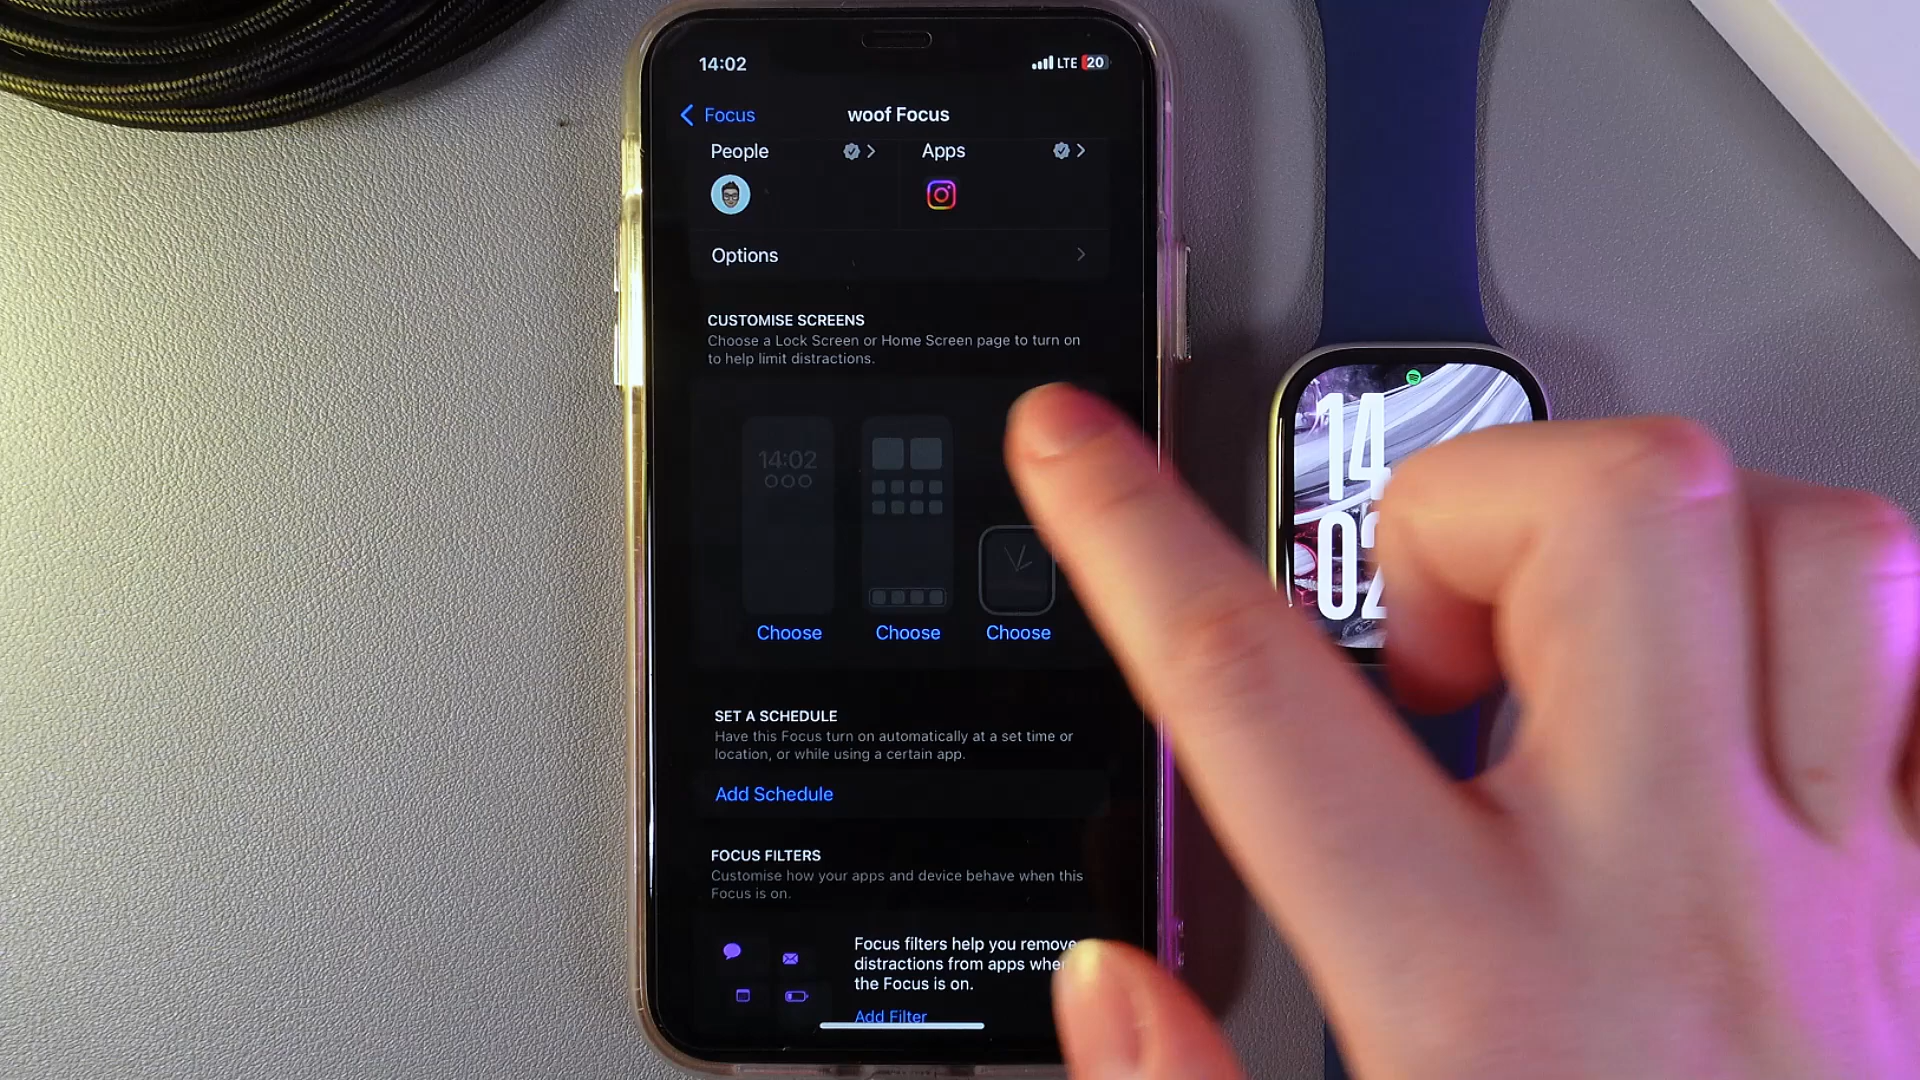 14:02
LTE 20
Focus
woof Focus
People
Apps
Options
CUSTOMISE SCREENS
Choose a Lock Screen or Home Screen page to turn on
to help limit distractions.
14:02
Choose
Choose
Choose
SET A SCHEDULE
Have this Focus turn on automatically at a set time or
location, or while using a certain app.
Add Schedule
FOCUS FILTERS
Customise how your apps and device behave when this
Focus is on.
Focus filters help you remove
distractions from apps when
the Focus is on.
Add Filter
14
02